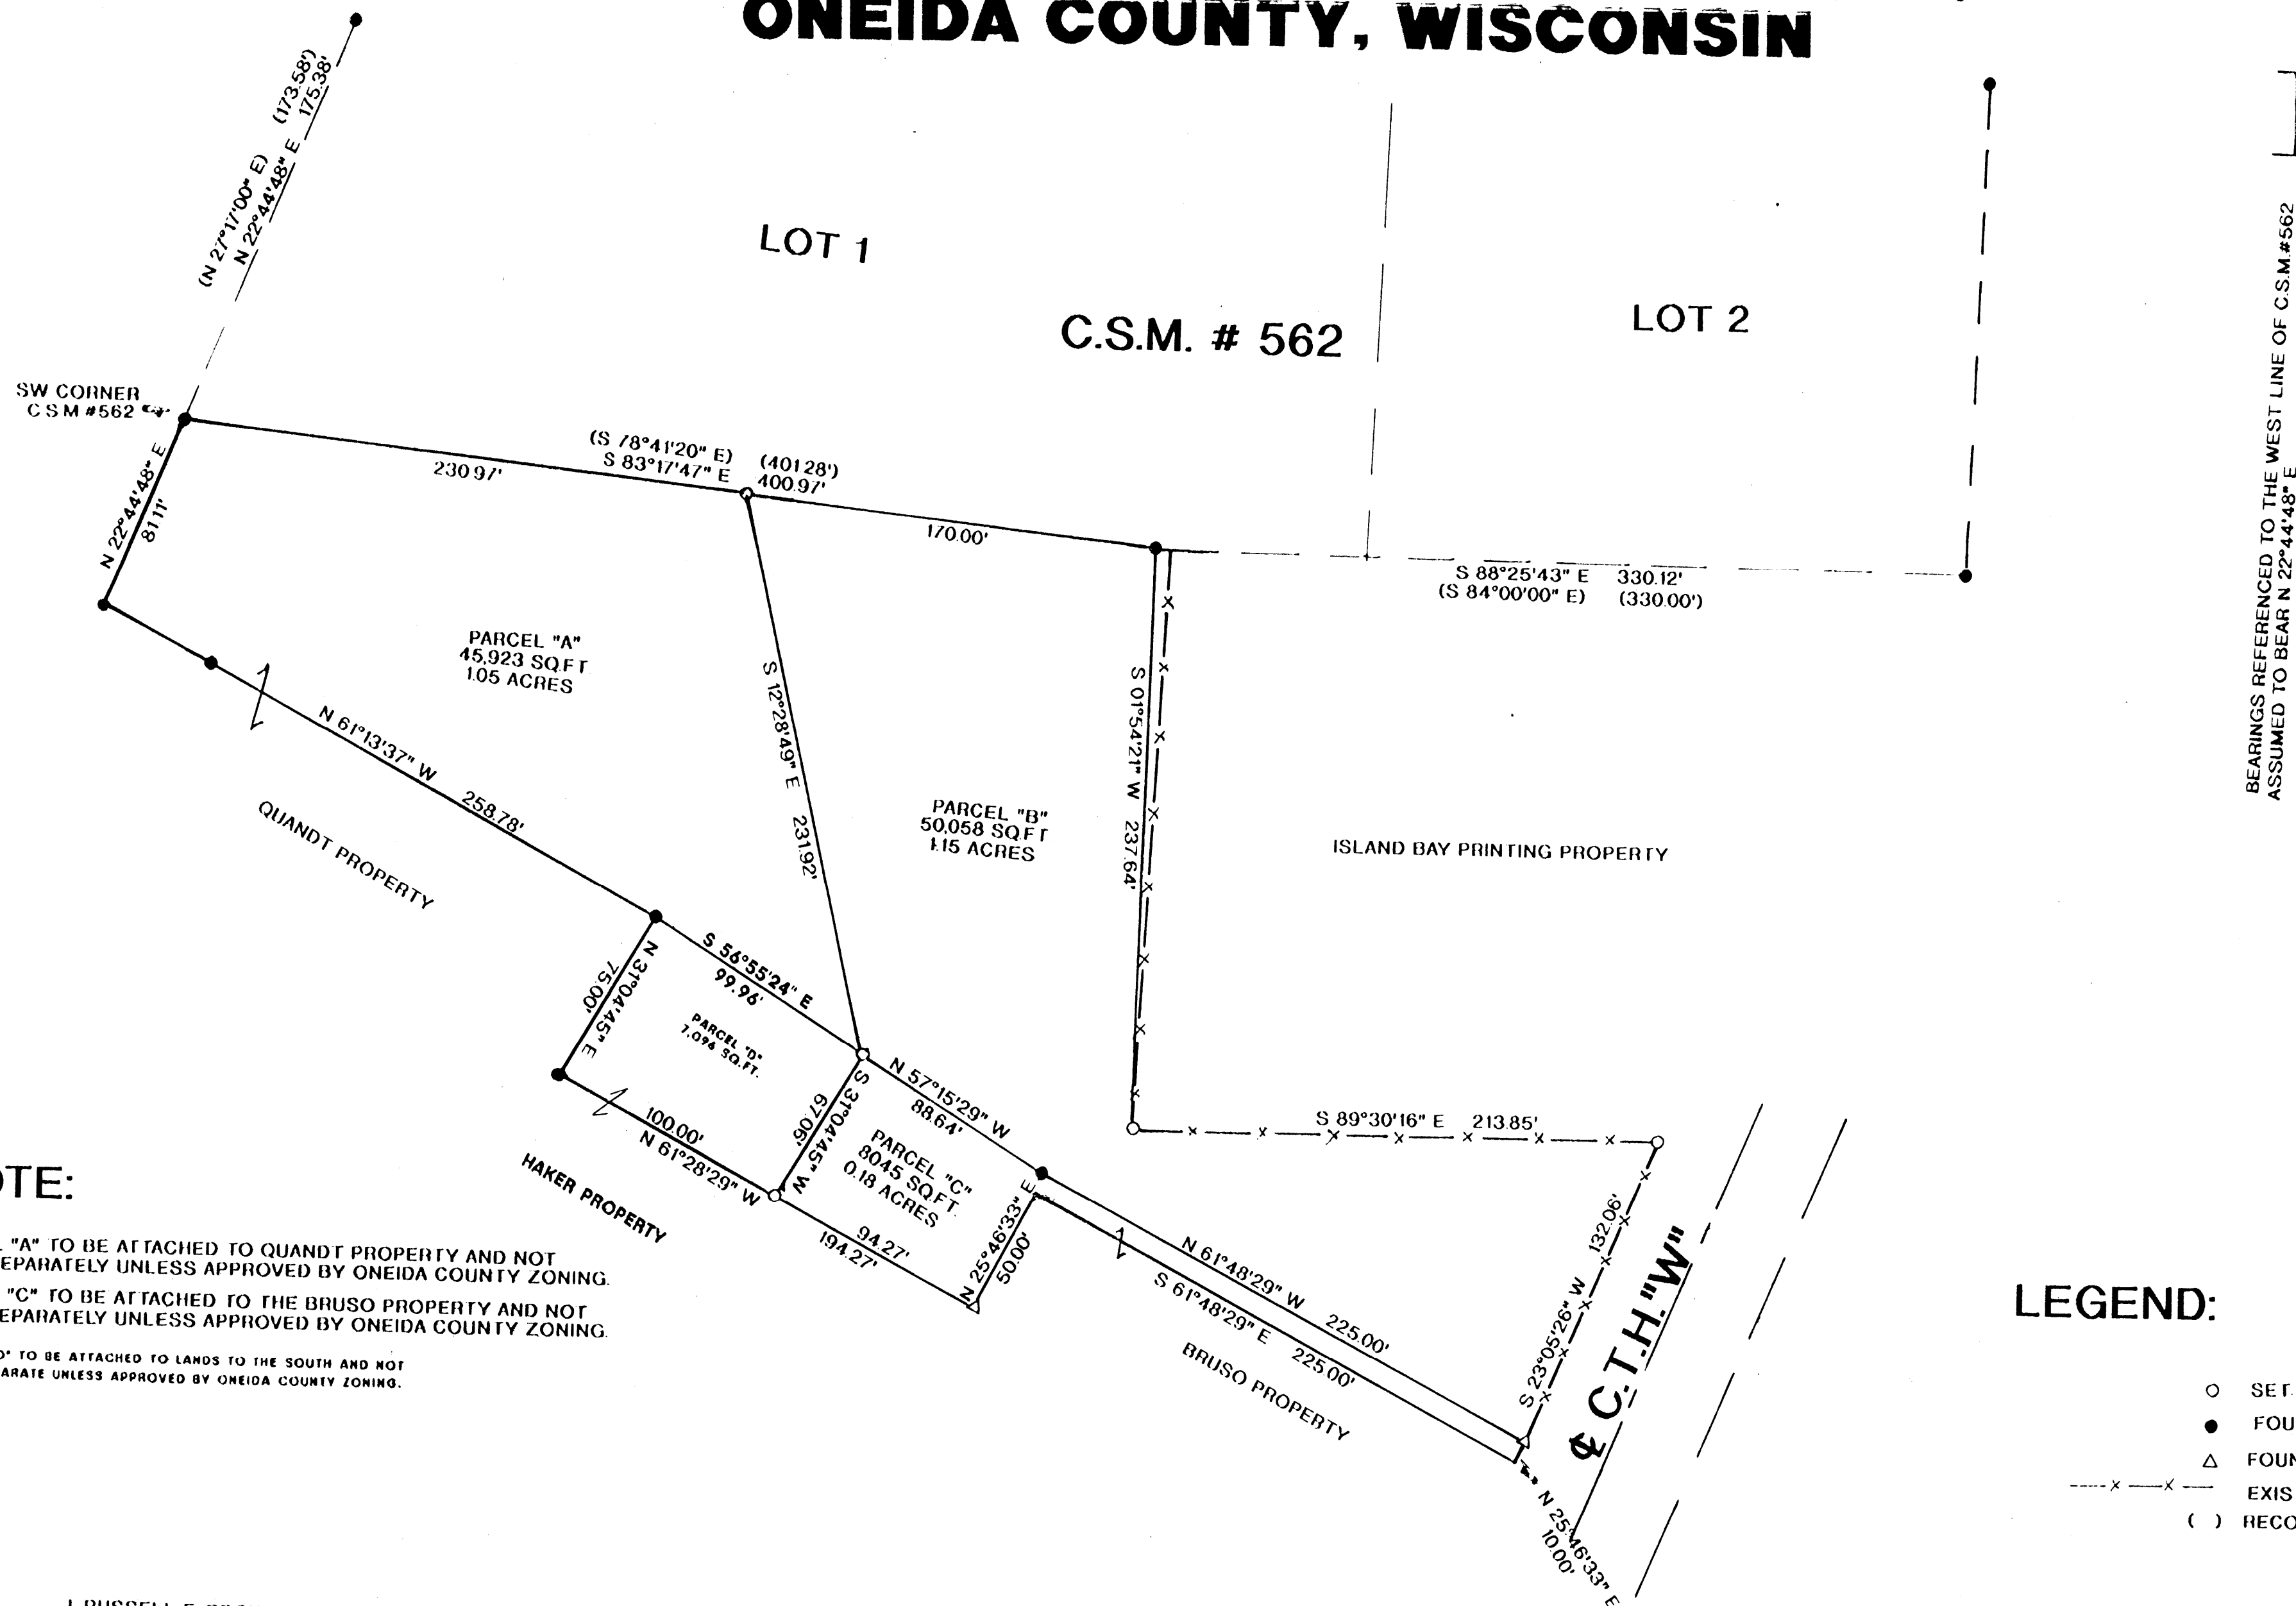 ONEIDA COUNTY, WISCONSIN
(N 27°17'00" E) (173.58')
N 22°44'48" E 175.38'
LOT 1
LOT 2
C.S.M. # 562
SW CORNER
C S M #562
(S 78°41'20" E) (401 28')
S 83°17'47" E 400.97'
230 97'
170.00'
N 22°44'48" E
81 11'
S 88°25'43" E 330.12'
(S 84°00'00" E) (330.00')
PARCEL "A"
45,923 SQ.FT
1.05 ACRES
S 12°28'49" E 231.92'
S 01°54'21" W 237.64'
N 61°13'37" W 258.78'
QUANDT PROPERTY
PARCEL "B"
50,058 SQ.FT
1.15 ACRES
ISLAND BAY PRINTING PROPERTY
BEARINGS REFERENCED TO THE WEST LINE OF C.S.M.#562
ASSUMED TO BEAR N 22°44'48" E
S 56°55'24" E
99.96'
N 31°04'45" E
75.00'
PARCEL "D"
7,096 SQ.FT.
S 31°04'45" W
67.06'
N 57°15'29" W
88.64'
PARCEL "C"
8045 SQ.FT.
0.18 ACRES
100.00'
N 61°28'29" W
HAKER PROPERTY
94.27'
194.27'
N 25°46'33" E
50.00'
S 89°30'16" E 213.85'
S 23°05'26" W 132.06'
N 61°48'29" W 225.00'
S 61°48'29" E 225.00'
BRUSO PROPERTY
℄ C.T.H. "W"
N 25°46'33" E
10.00'
OTE:
"A" TO BE ATTACHED TO QUANDT PROPERTY AND NOT
EPARATELY UNLESS APPROVED BY ONEIDA COUNTY ZONING.
"C" TO BE ATTACHED TO THE BRUSO PROPERTY AND NOT
EPARATELY UNLESS APPROVED BY ONEIDA COUNTY ZONING.
D" TO BE ATTACHED TO LANDS TO THE SOUTH AND NOT
ARATE UNLESS APPROVED BY ONEIDA COUNTY ZONING.
LEGEND:
SET
FOU
FOUN
EXIS
( ) RECO